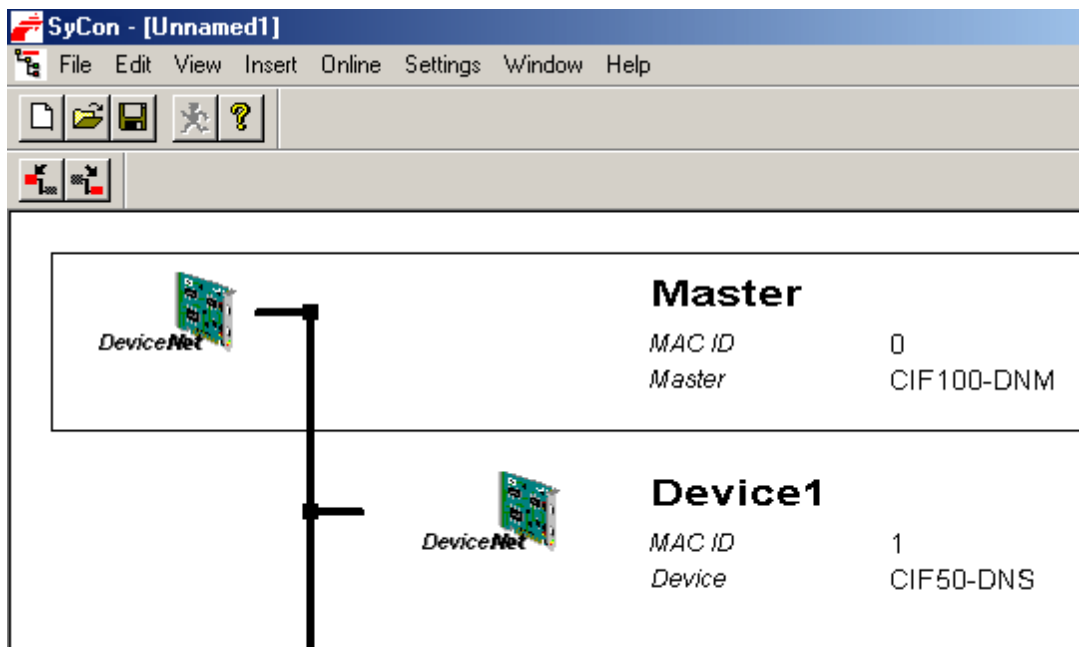 SyCon - [Unnamed1]
File Edit View Insert Online Settings Window Help
?
Master
DeviceNet
MAC ID 0
Master CIF100-DNM
Device1
DeviceNet
MAC ID 1
Device CIF50-DNS